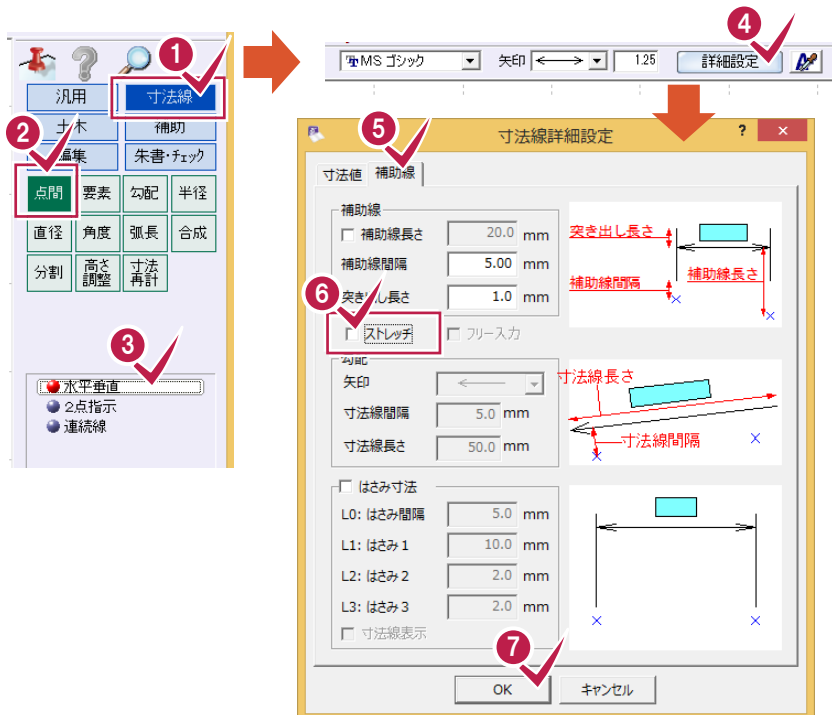 1
汎用 寸法線
土木 補助
2
編集 朱書・チェック
点間 要素 勾配 半径
直径 角度 弧長 合成
分割 高さ調整 寸法再計
3
水平垂直
2点指示
連続線
4
MS ゴシック 矢印 1.25 詳細設定
5
寸法線詳細設定 ? ×
寸法値 補助線
補助線
補助線長さ 20.0 mm
補助線間隔 5.00 mm
6
突き出し長さ 1.0 mm
ストレッチ フリー入力
突き出し長さ
補助線間隔
補助線長さ
勾配
矢印
寸法線間隔 5.0 mm
寸法線長さ 50.0 mm
寸法線長さ
寸法線間隔
はさみ寸法
L0: はさみ間隔 5.0 mm
L1: はさみ1 10.0 mm
L2: はさみ2 2.0 mm
L3: はさみ3 2.0 mm
寸法線表示
7
OK キャンセル